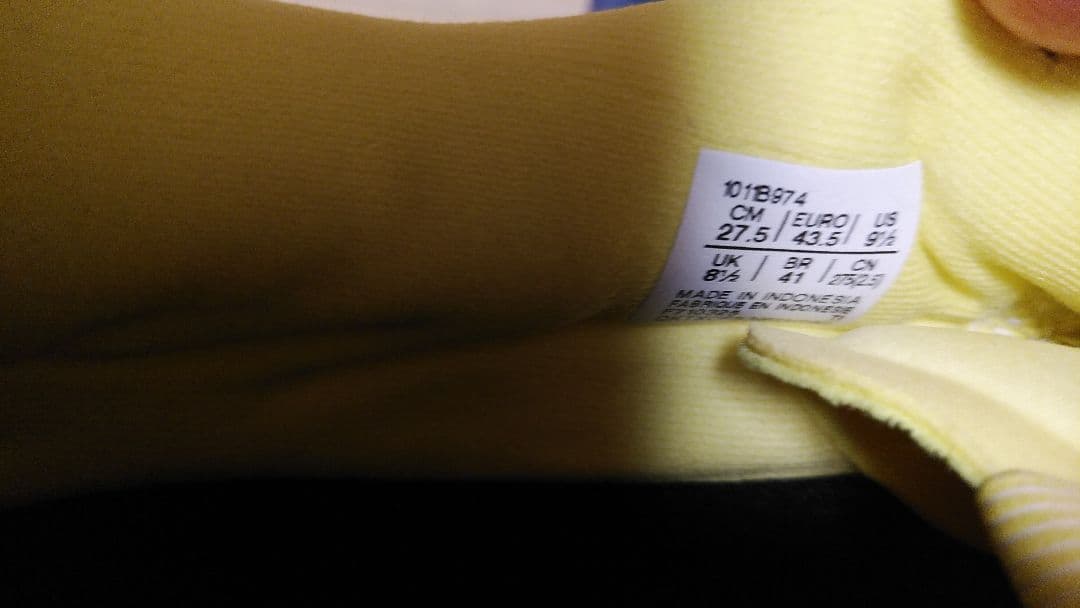 1011B974
CM / EURO / US
27.5 / 43.5 / 9½
UK / BR / CN
8½ / 41 / 275(2.5)
MADE IN INDONESIA
FABRIQUE EN INDONESIE